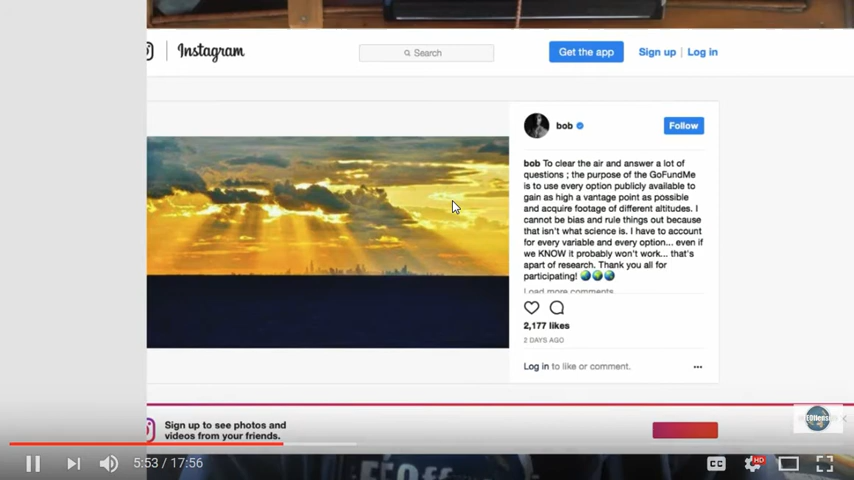 Instagram
Search
Get the app
Sign up | Log in
bob
Follow
bob To clear the air and answer a lot of
questions ; the purpose of the GoFundMe
is to use every option publicly available to
gain as high a vantage point as possible
and acquire footage of different altitudes. I
cannot be bias and rule things out because
that isn't what science is. I have to account
for every variable and every option... even if
we KNOW it probably won't work... that's
apart of research. Thank you all for
participating! 🌏🌍🌎
Load more comments
2,177 likes
2 DAYS AGO
Log in to like or comment.
Sign up to see photos and
videos from your friends.
5:53 / 17:56
CC
HD